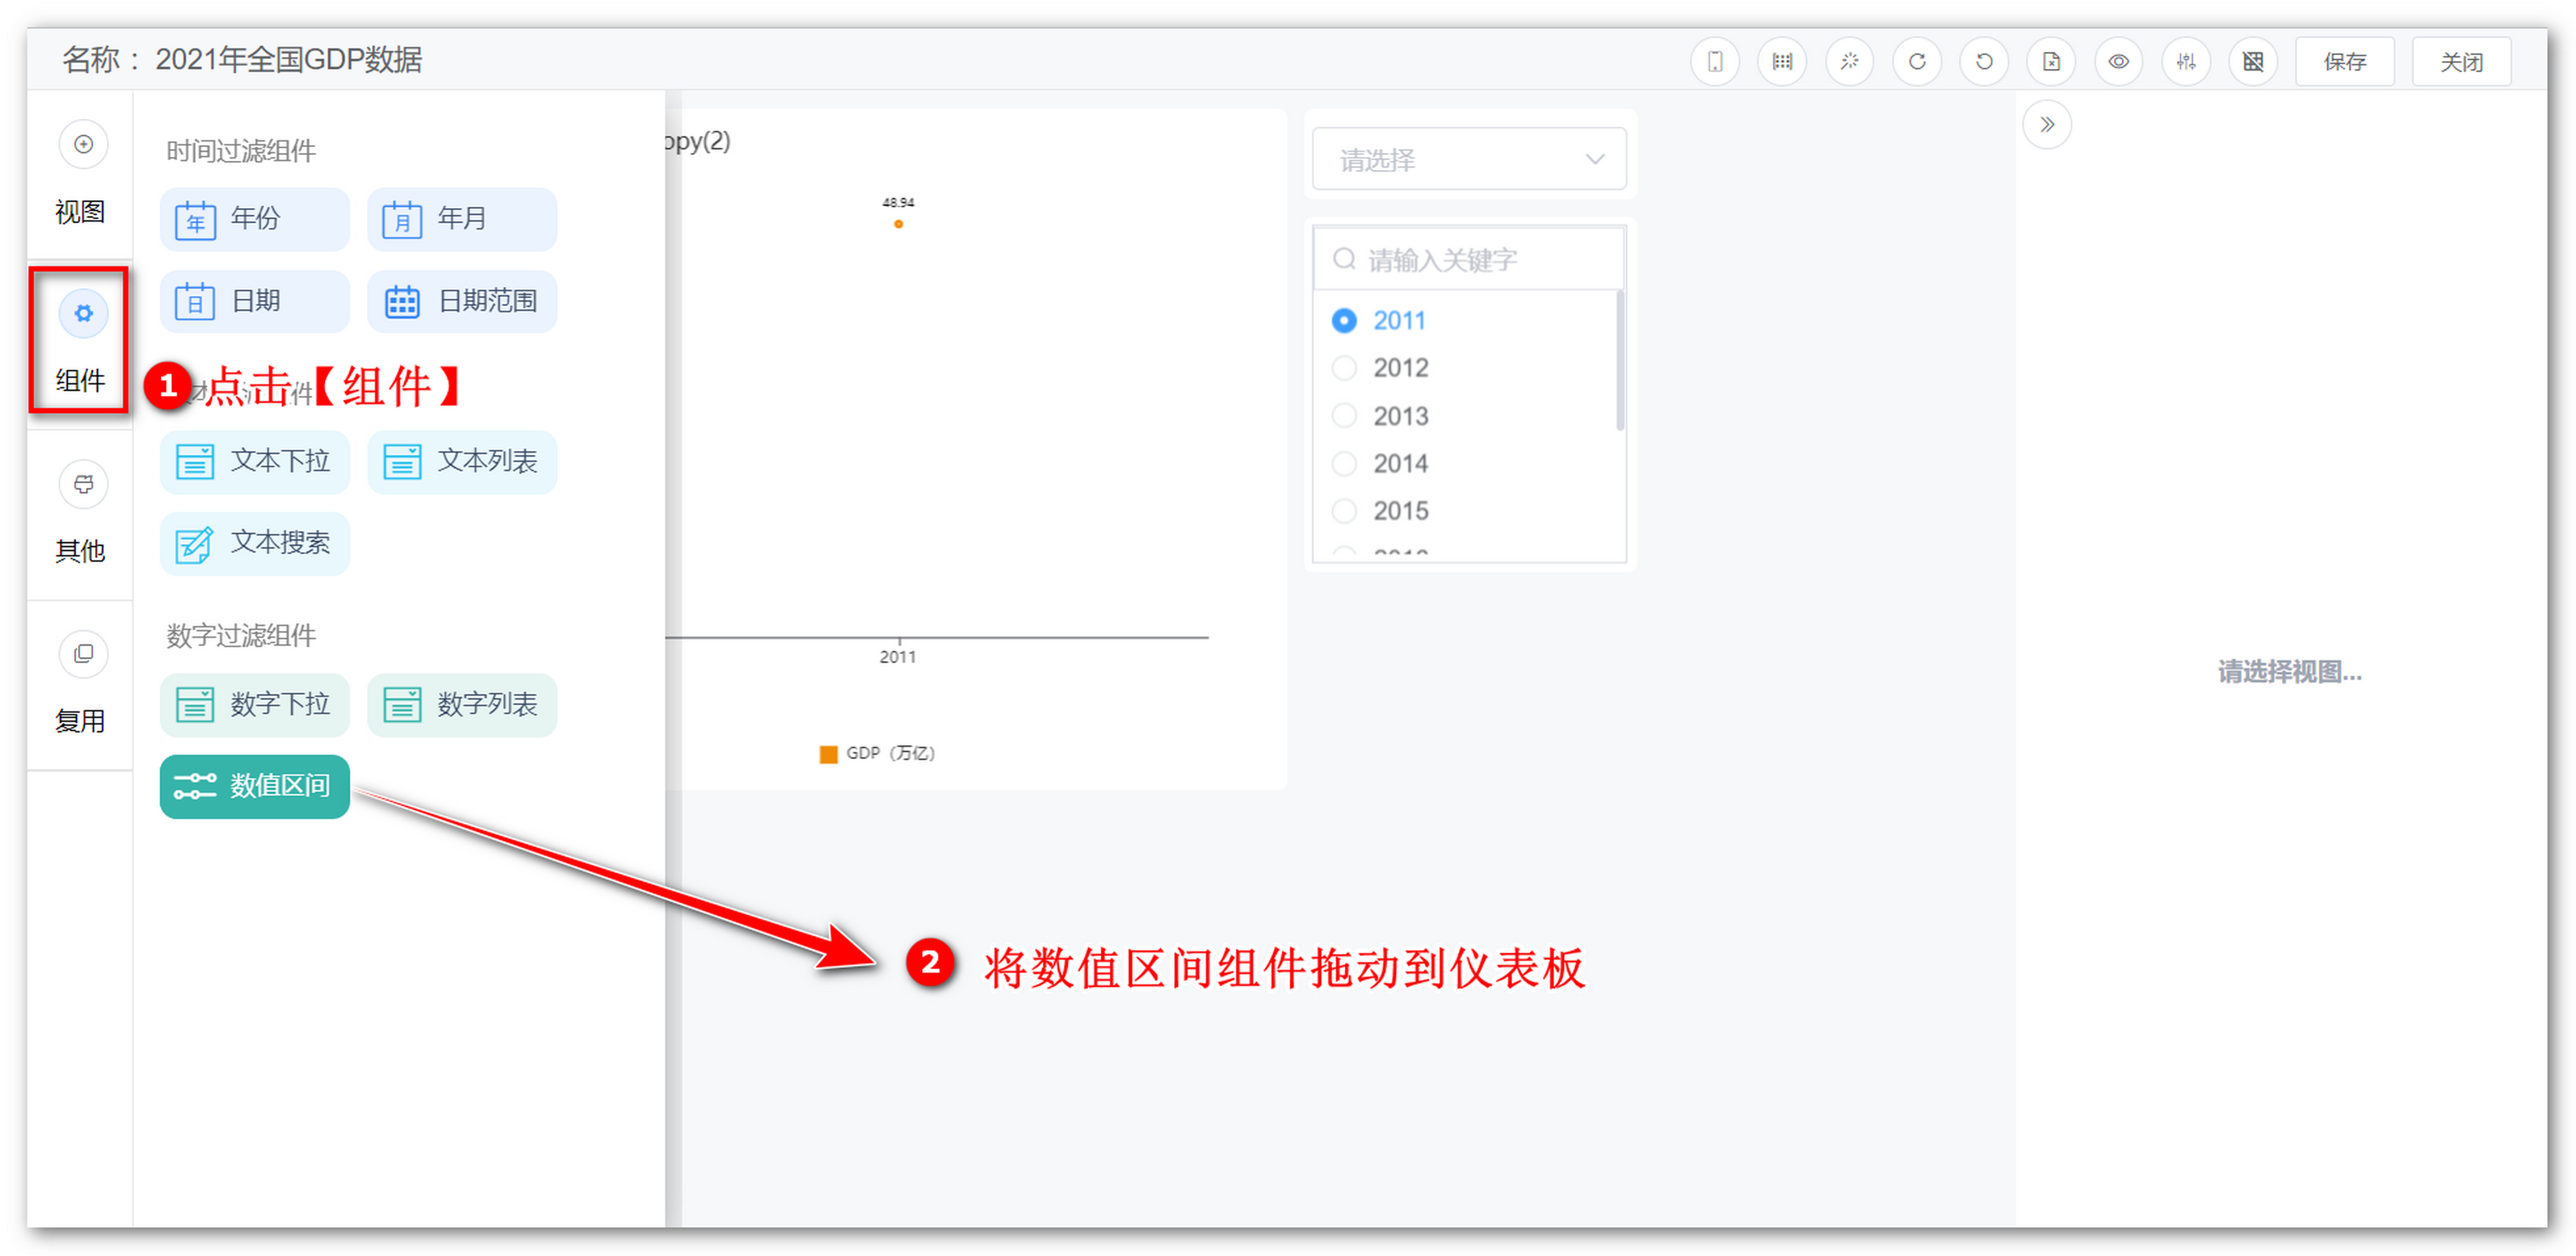 名称： 2021年全国GDP数据
保存
关闭
视图
组件
其他
复用
时间过滤组件
年 年份
月 年月
日 日期
日期范围
1 点击【组件】
件
文本下拉
文本列表
文本搜索
数字过滤组件
数字下拉
数字列表
数值区间
opy(2)
48.94
2011
GDP（万亿）
请选择
请输入关键字
2011
2012
2013
2014
2015
请选择视图...
2 将数值区间组件拖动到仪表板